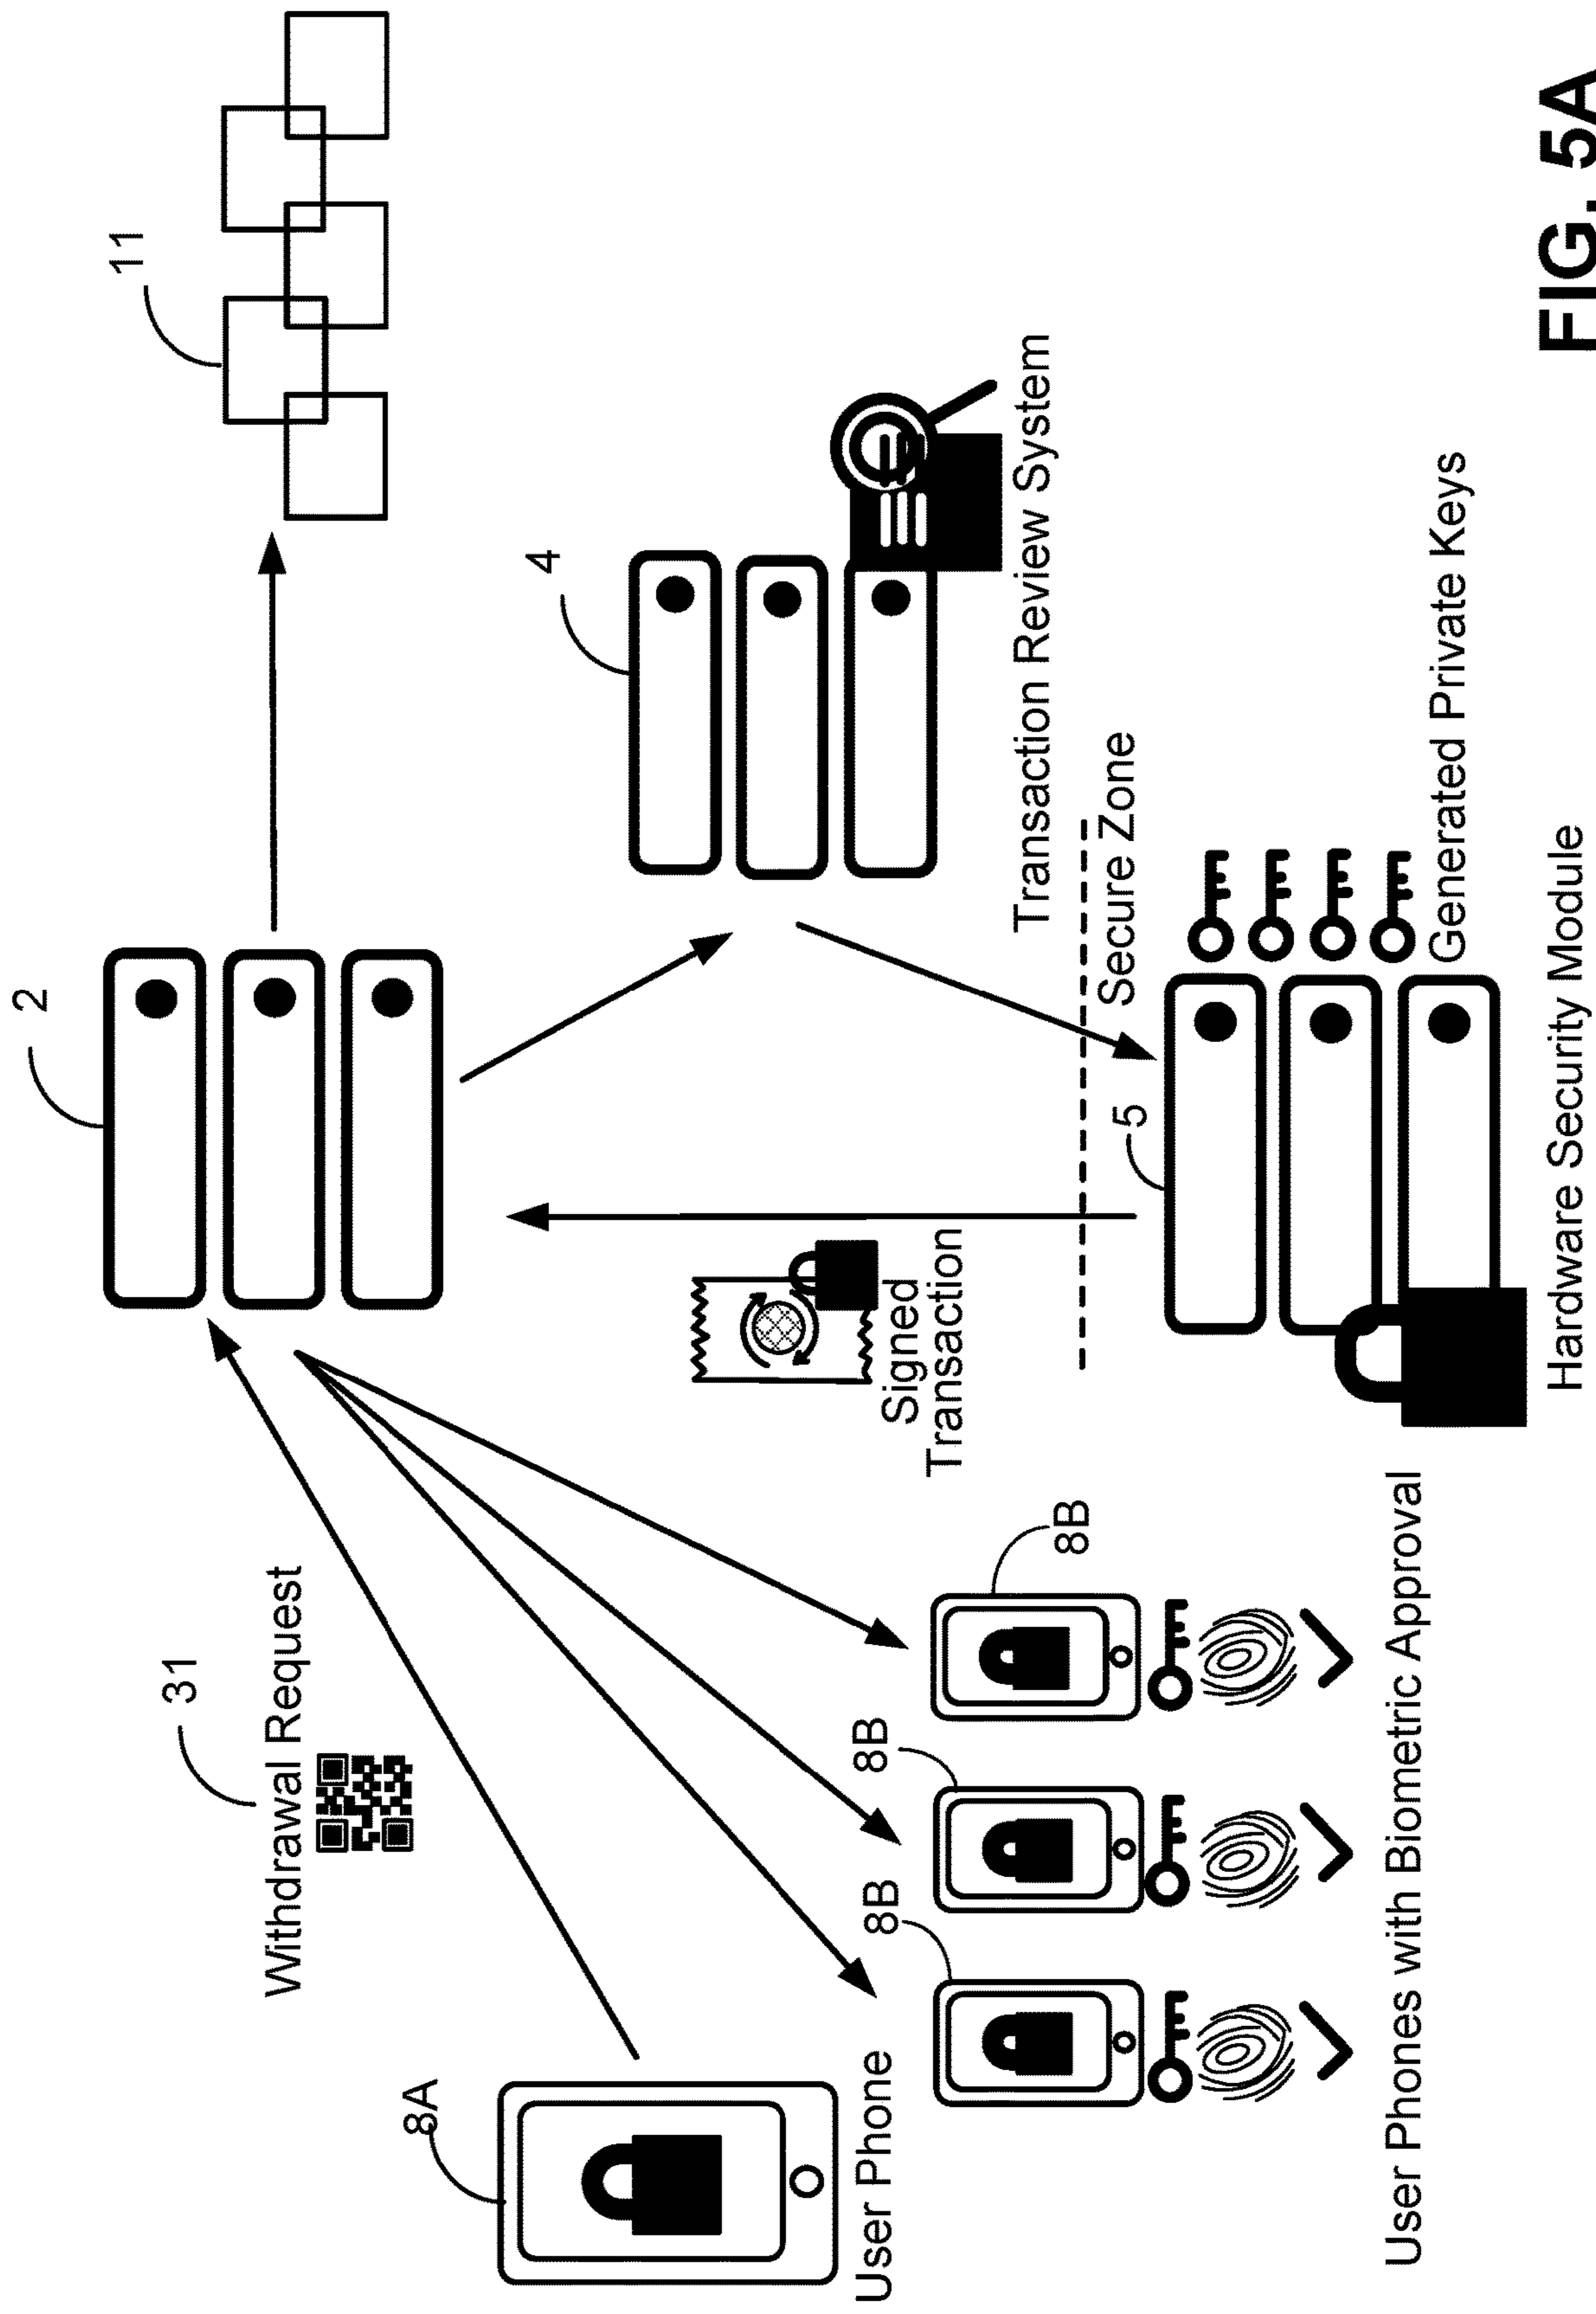 31
Withdrawal Request
2
11
8A
User Phone
8B
8B
8B
User Phones with Biometric Approval
Signed
Transaction
4
Transaction Review System
Secure Zone
5
Generated Private Keys
Hardware Security Module
FIG. 5A